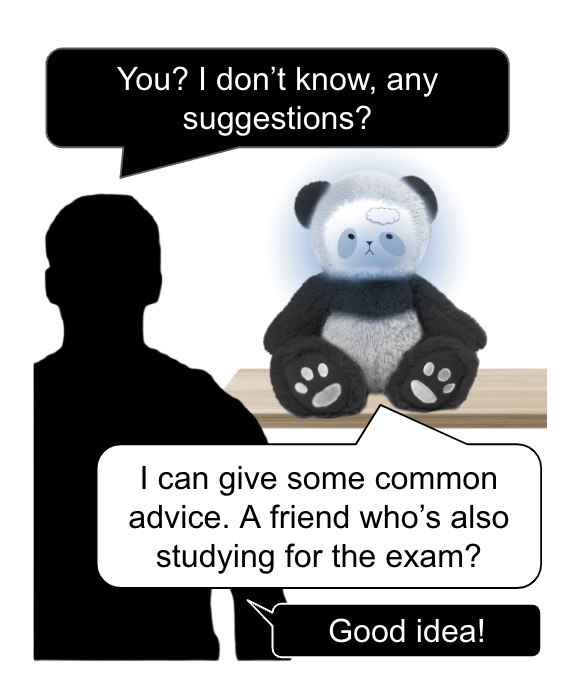 You? I don’t know, any
suggestions?
I can give some common
advice. A friend who’s also
studying for the exam?
Good idea!